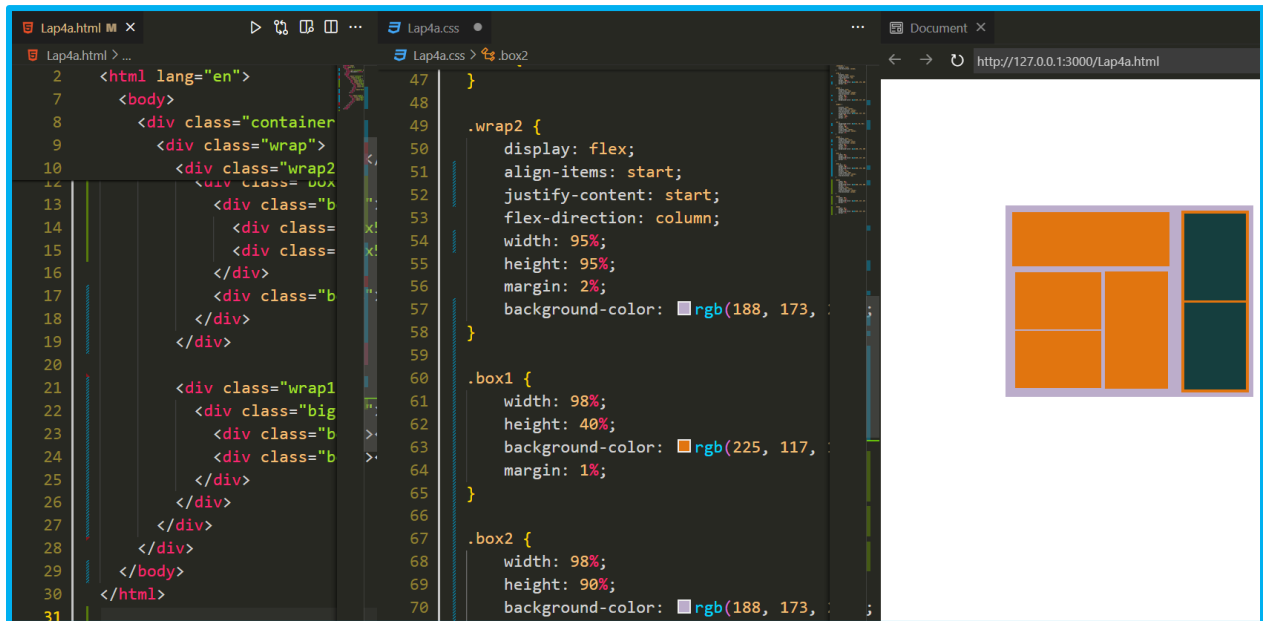 Lap4a.html M
Lap4a.html > ...
2 <html lang="en">
7 <body>
8 <div class="container
9 <div class="wrap">
10 <div class="wrap2
12 <div class="box
13 <div class="b
14 <div class=
15 <div class=
16 </div>
17 <div class="b
18 </div>
19 </div>
20
21 <div class="wrap1
22 <div class="big
23 <div class="b
24 <div class="b
25 </div>
26 </div>
27 </div>
28 </div>
29 </body>
30 </html>
31
Lap4a.css
Lap4a.css > .box2
47 }
48
49 .wrap2 {
50 display: flex;
51 align-items: start;
52 justify-content: start;
53 flex-direction: column;
54 width: 95%;
55 height: 95%;
56 margin: 2%;
57 background-color: rgb(188, 173,
58 }
59
60 .box1 {
61 width: 98%;
62 height: 40%;
63 background-color: rgb(225, 117,
64 margin: 1%;
65 }
66
67 .box2 {
68 width: 98%;
69 height: 90%;
70 background-color: rgb(188, 173,
Document
http://127.0.0.1:3000/Lap4a.html